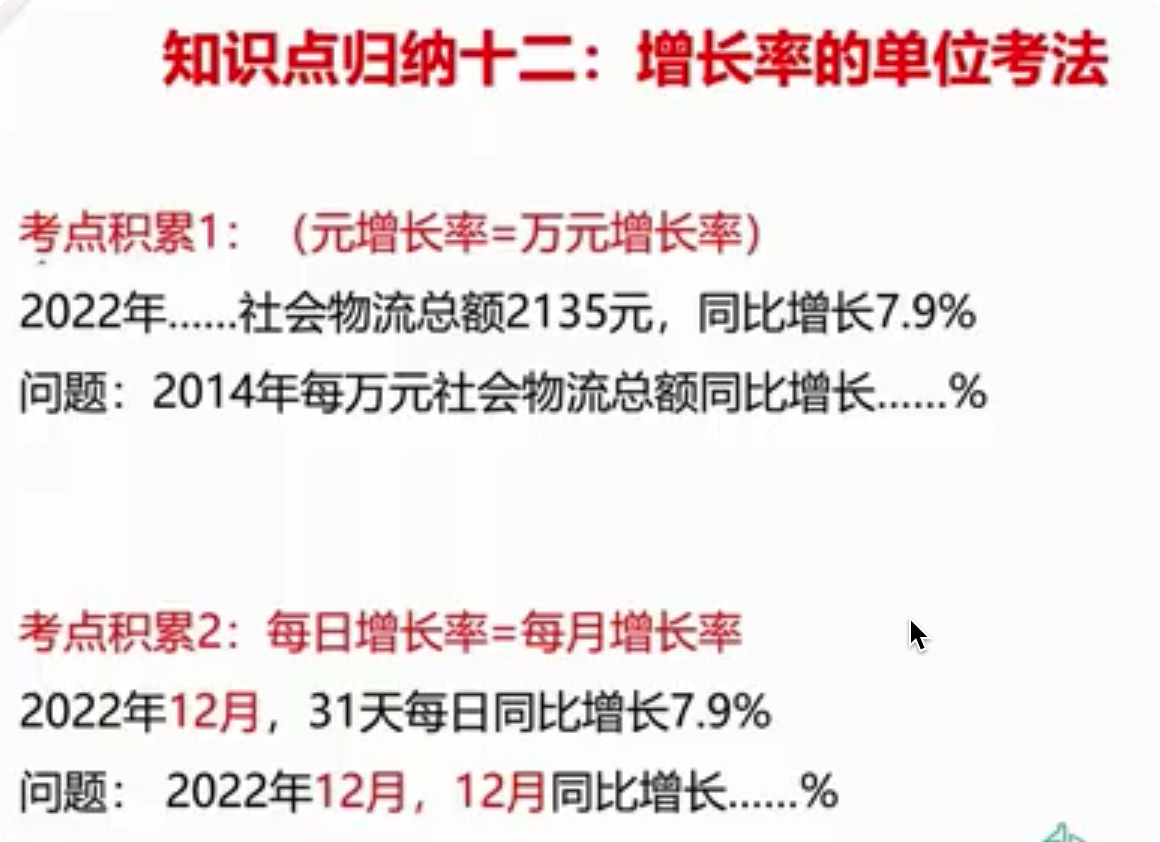 知识点归纳十二：增长率的单位考法
考点积累1：（元增长率=万元增长率）
2022年......社会物流总额2135元，同比增长7.9%
问题：2014年每万元社会物流总额同比增长......%
考点积累2：每日增长率=每月增长率
2022年12月，31天每日同比增长7.9%
问题： 2022年12月，12月同比增长......%